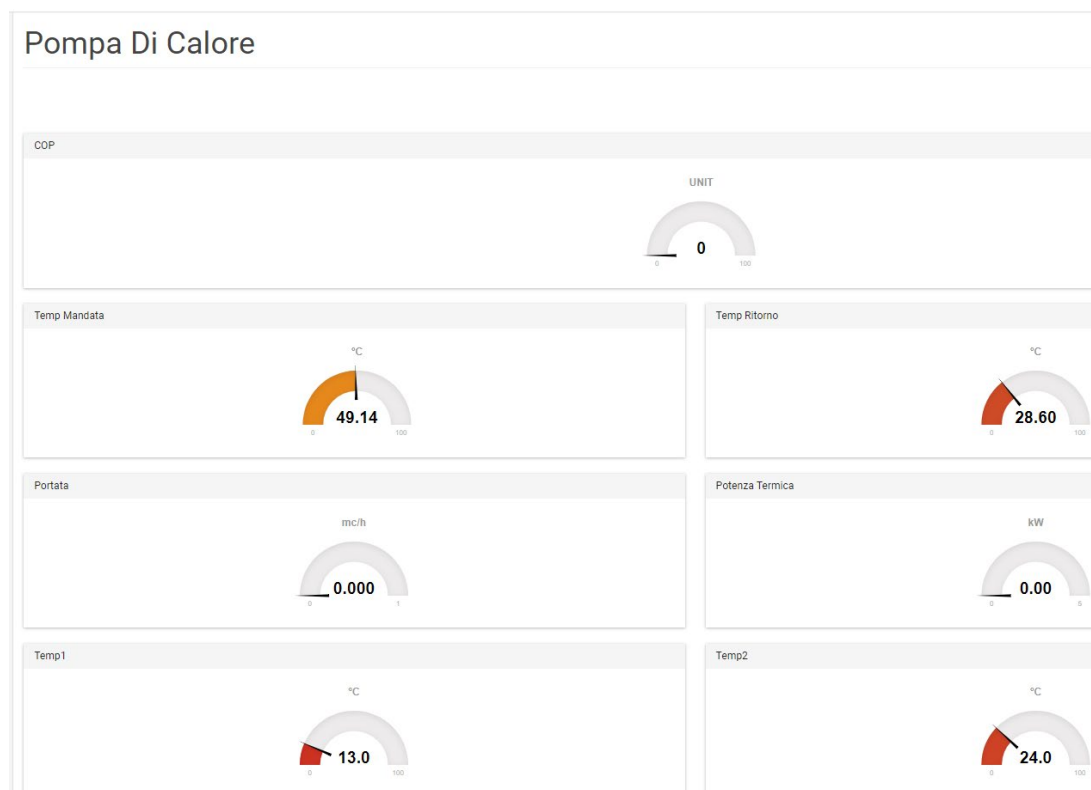 Pompa Di Calore
COP
UNIT
0
0 100
Temp Mandata
°C
49.14
0 100
Temp Ritorno
°C
28.60
0 100
Portata
mc/h
0.000
0 1
Potenza Termica
kW
0.00
0 5
Temp1
°C
13.0
0 100
Temp2
°C
24.0
0 100